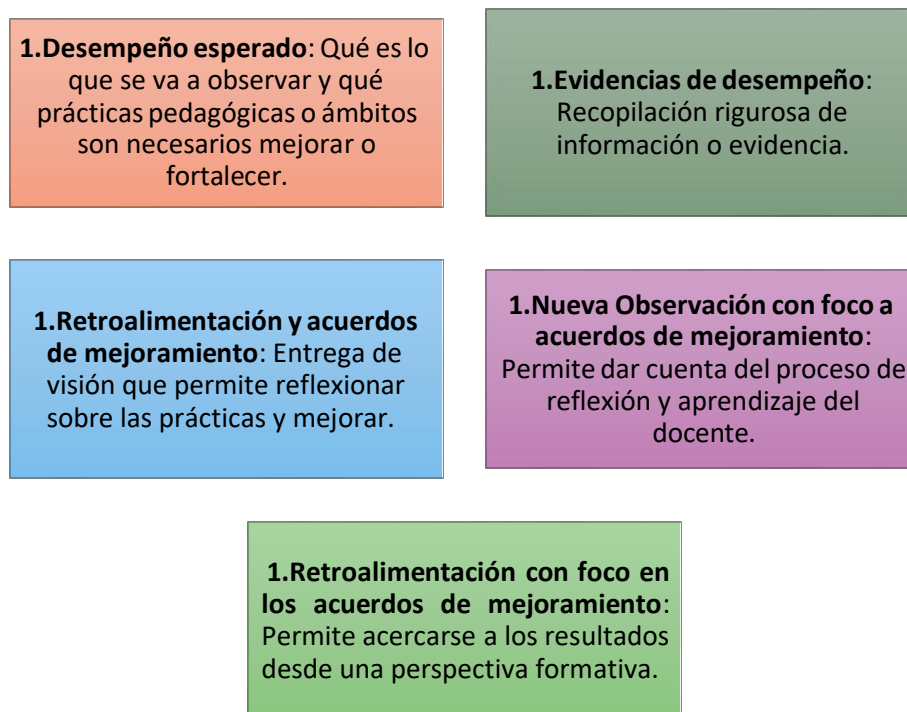 1.Desempeño esperado: Qué es lo
que se va a observar y qué
prácticas pedagógicas o ámbitos
son necesarios mejorar o
fortalecer.
1.Evidencias de desempeño:
Recopilación rigurosa de
información o evidencia.
1.Retroalimentación y acuerdos
de mejoramiento: Entrega de
visión que permite reflexionar
sobre las prácticas y mejorar.
1.Nueva Observación con foco a
acuerdos de mejoramiento:
Permite dar cuenta del proceso de
reflexión y aprendizaje del
docente.
1.Retroalimentación con foco en
los acuerdos de mejoramiento:
Permite acercarse a los resultados
desde una perspectiva formativa.